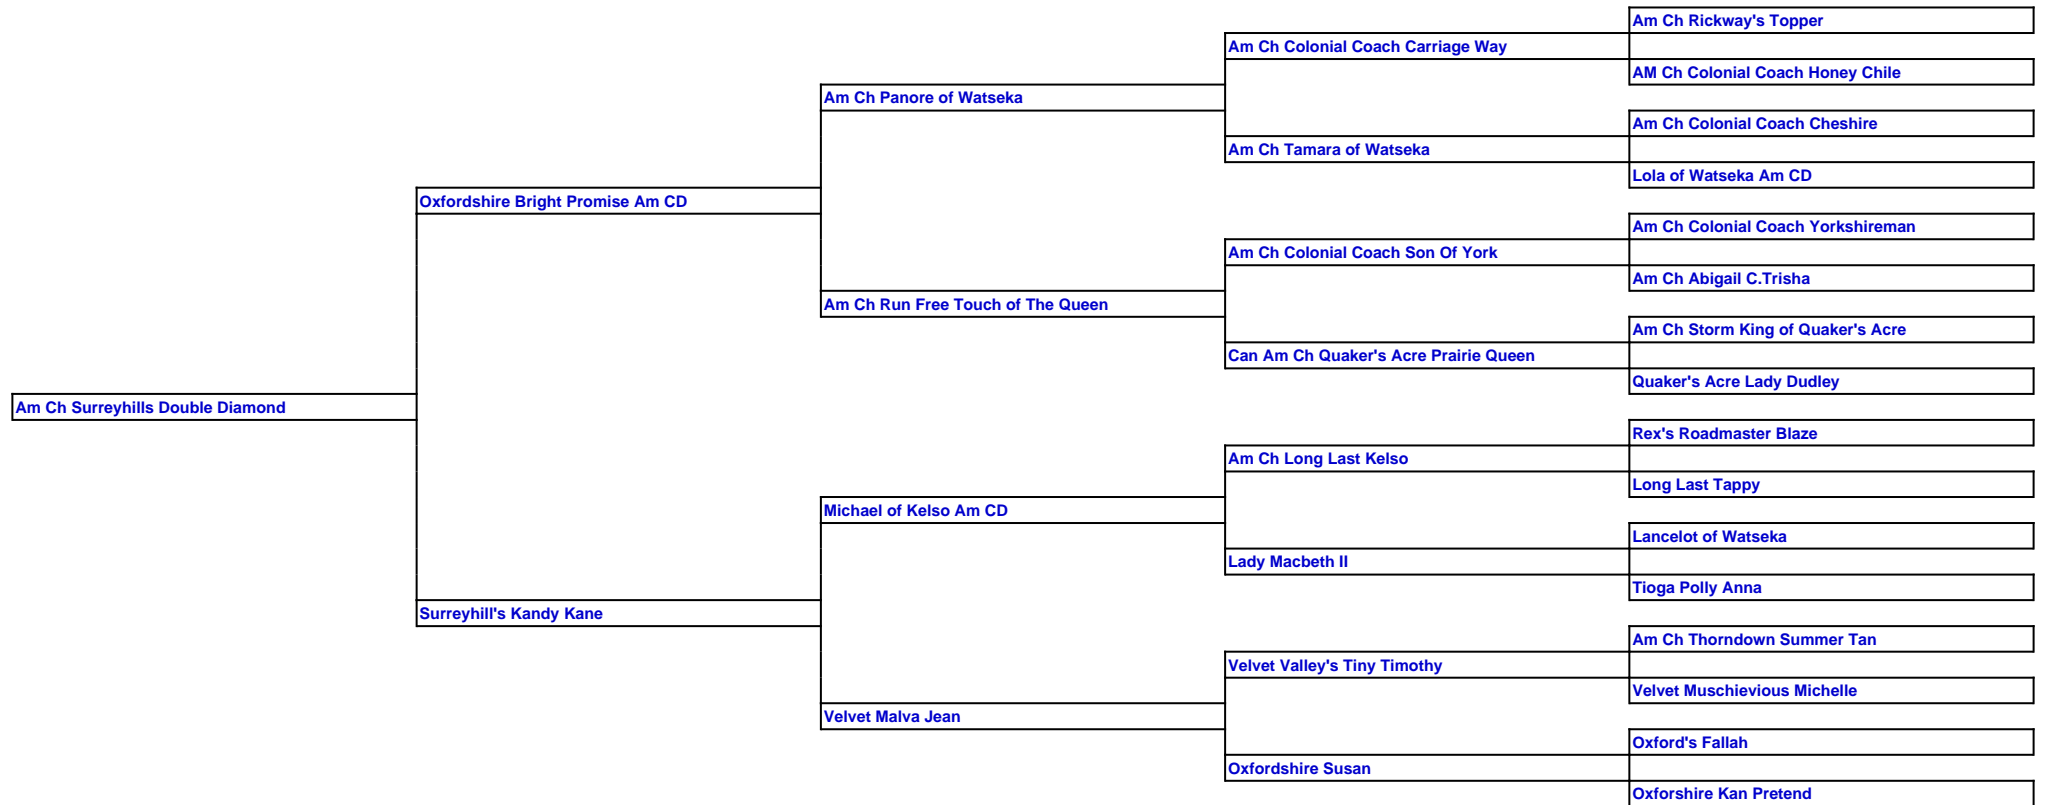 Am Ch Rickway's Topper
Am Ch Colonial Coach Carriage Way
AM Ch Colonial Coach Honey Chile
Am Ch Panore of Watseka
Am Ch Colonial Coach Cheshire
Am Ch Tamara of Watseka
Lola of Watseka Am CD
Oxfordshire Bright Promise Am CD
Am Ch Colonial Coach Yorkshireman
Am Ch Colonial Coach Son Of York
Am Ch Abigail C.Trisha
Am Ch Run Free Touch of The Queen
Am Ch Storm King of Quaker's Acre
Can Am Ch Quaker's Acre Prairie Queen
Quaker's Acre Lady Dudley
Am Ch Surreyhills Double Diamond
Rex's Roadmaster Blaze
Am Ch Long Last Kelso
Long Last Tappy
Michael of Kelso Am CD
Lancelot of Watseka
Lady Macbeth II
Tioga Polly Anna
Surreyhill's Kandy Kane
Am Ch Thorndown Summer Tan
Velvet Valley's Tiny Timothy
Velvet Muschievious Michelle
Velvet Malva Jean
Oxford's Fallah
Oxfordshire Susan
Oxforshire Kan Pretend